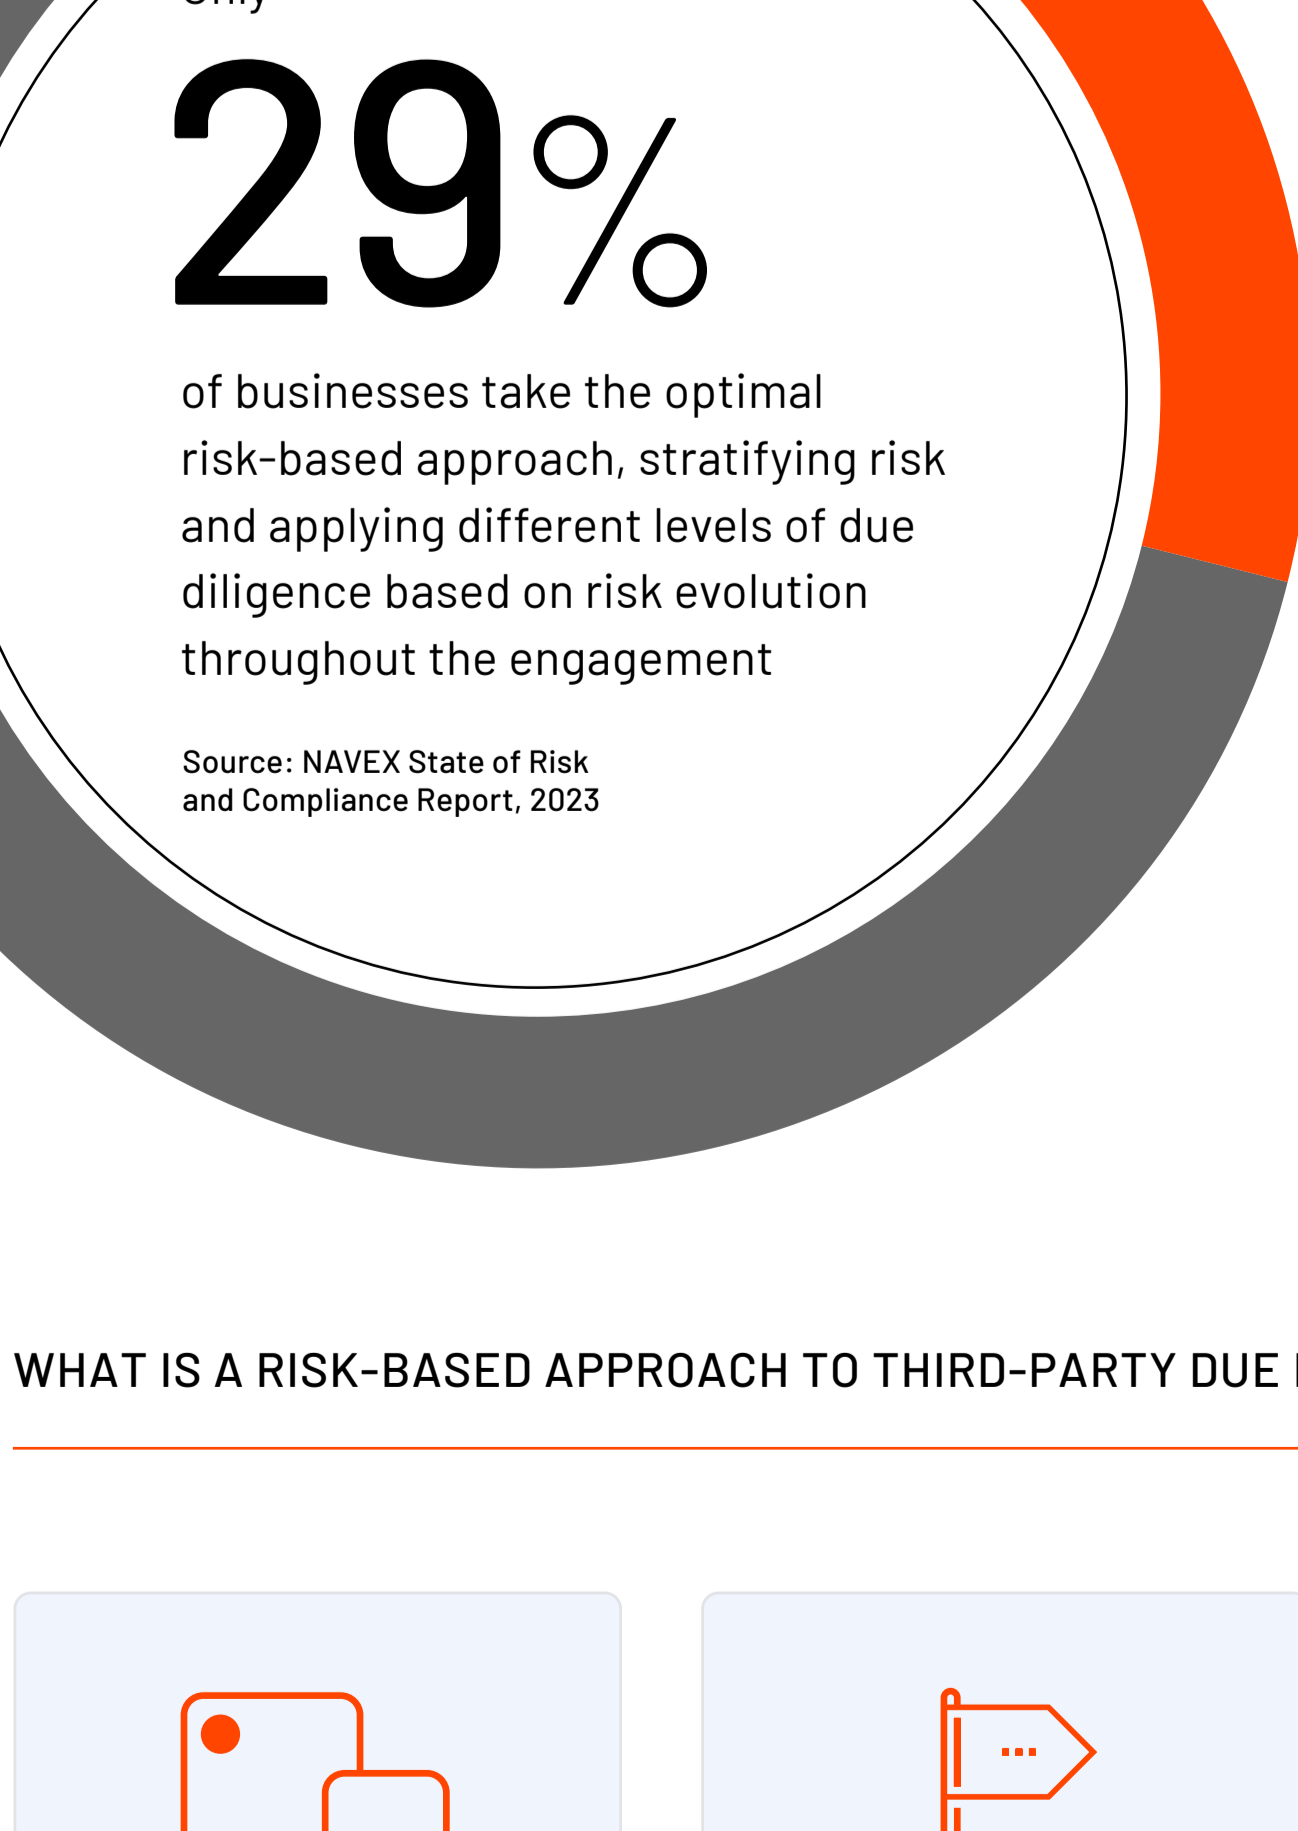 Only
29%
of businesses take the optimal
risk-based approach, stratifying risk
and applying different levels of due
diligence based on risk evolution
throughout the engagement
Source: NAVEX State of Risk
and Compliance Report, 2023
WHAT IS A RISK-BASED APPROACH TO THIRD-PARTY DUE